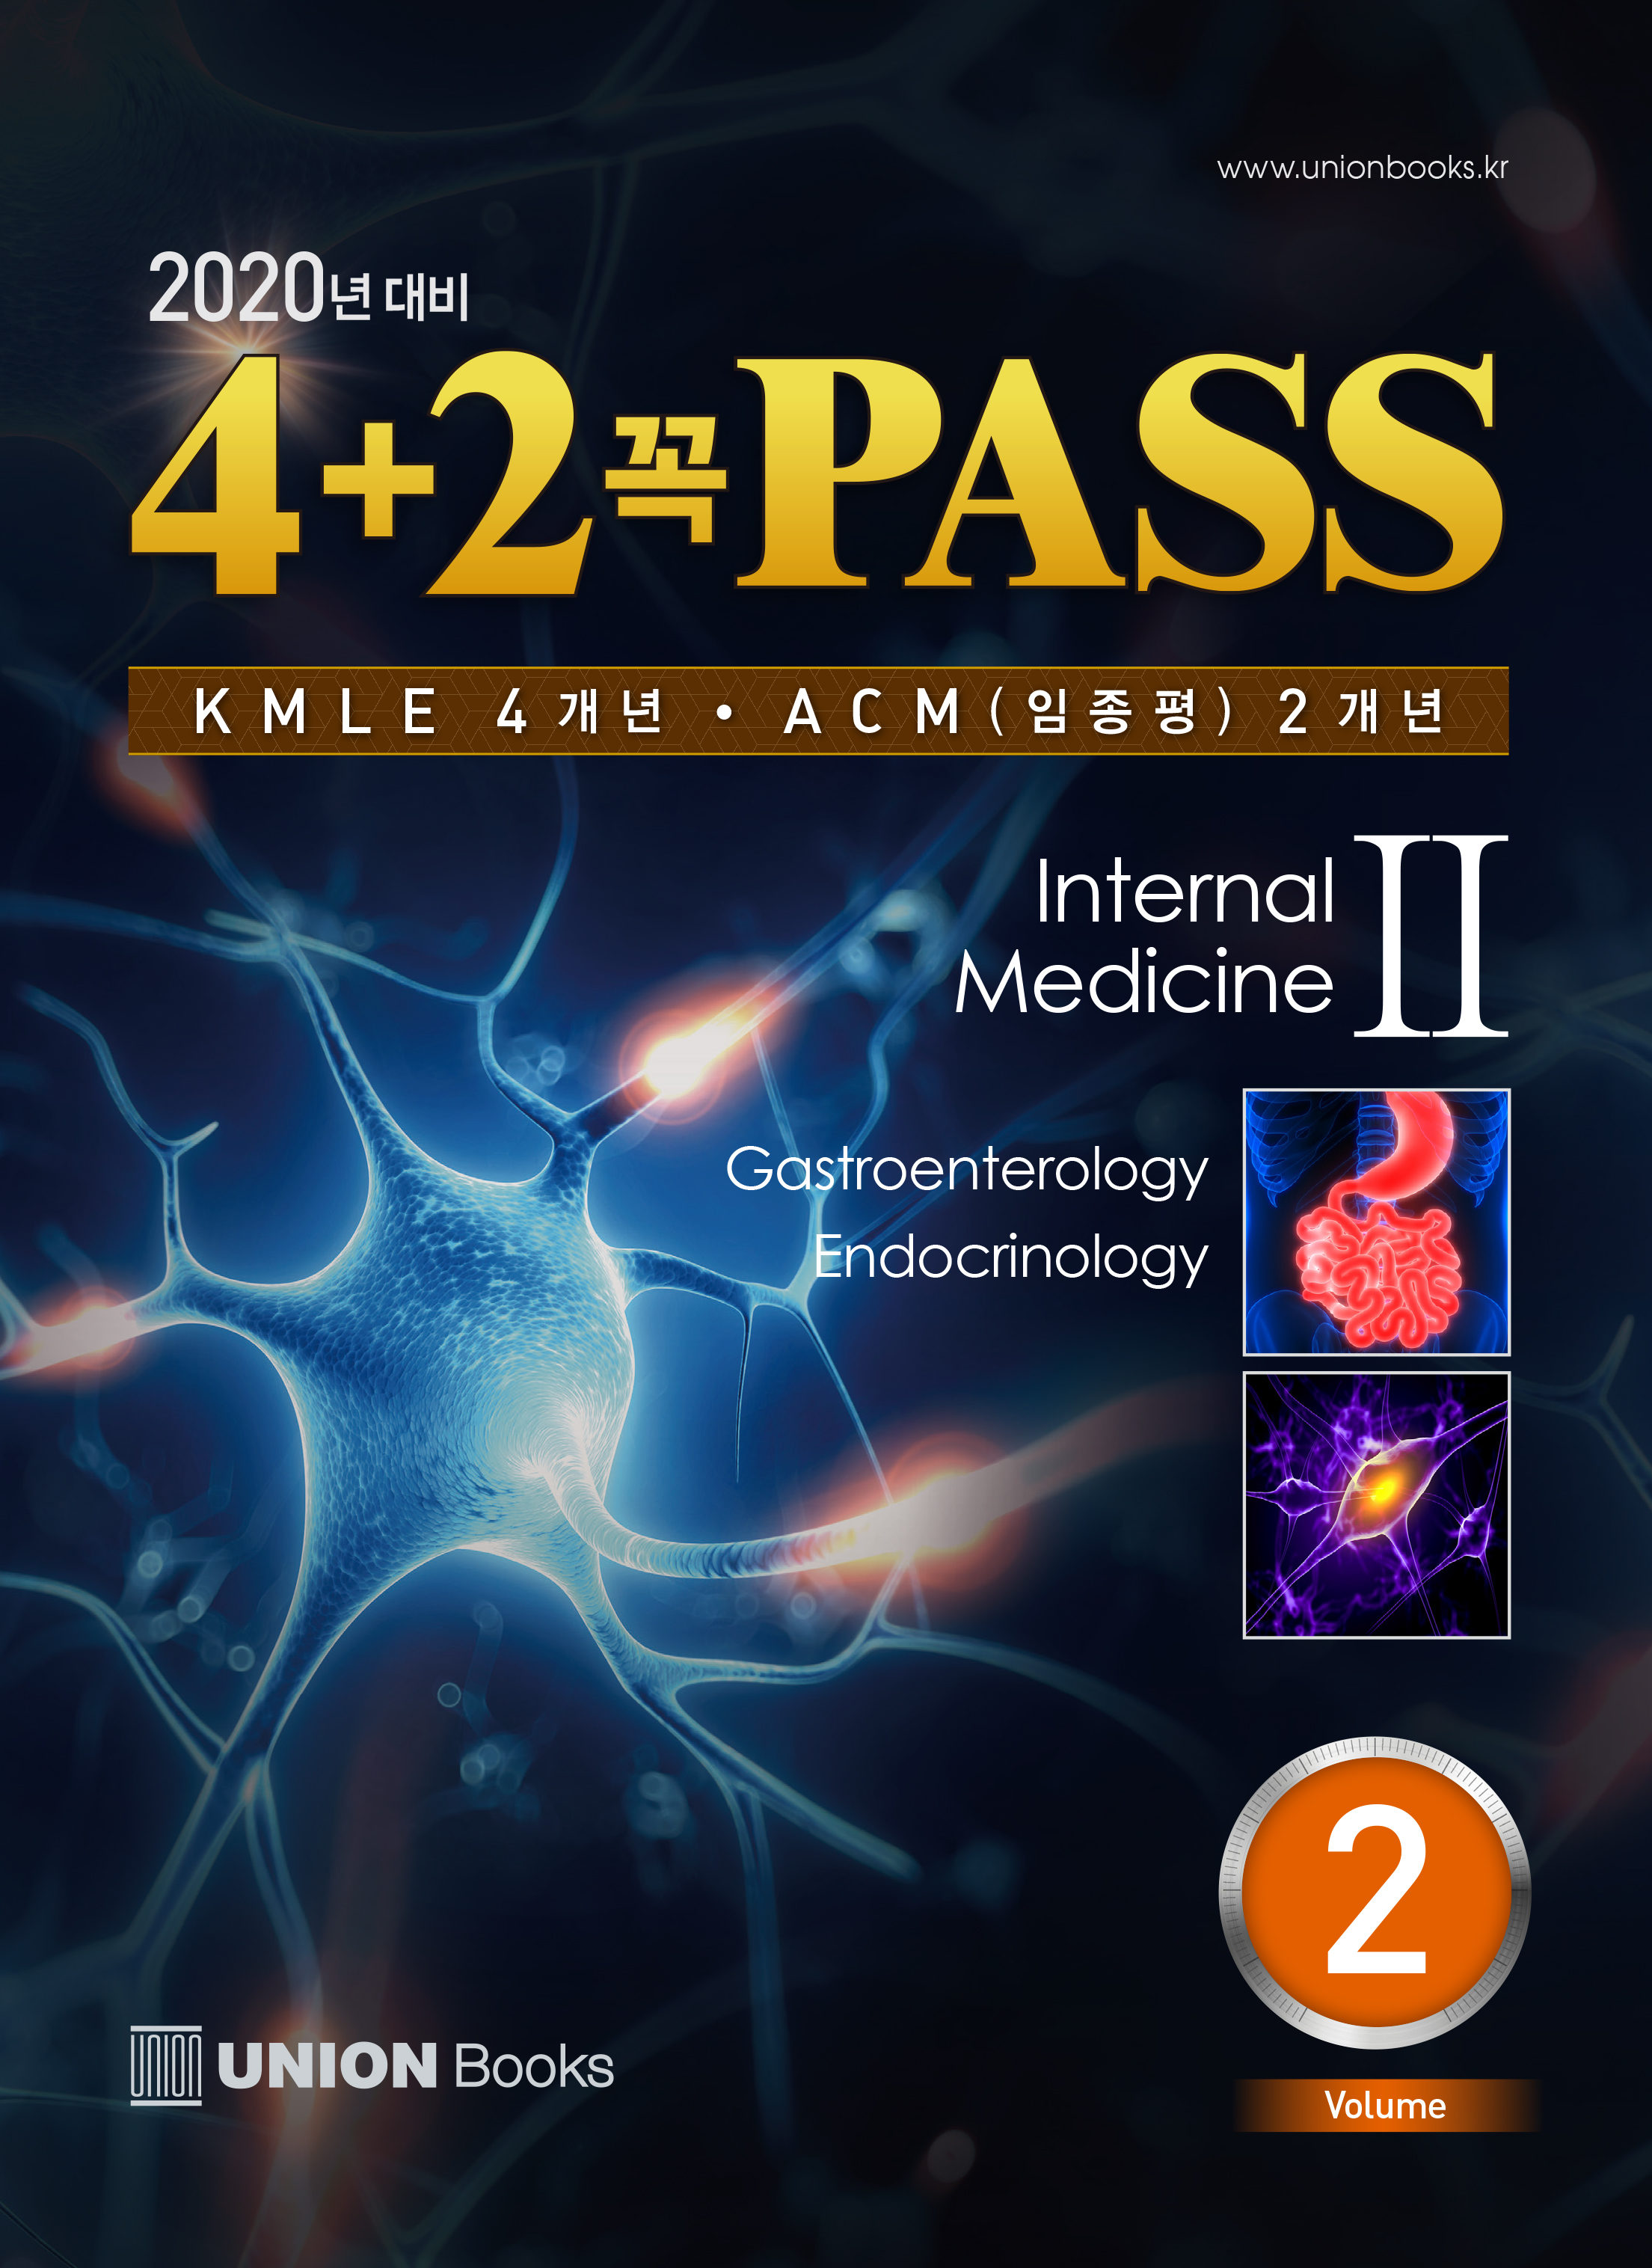 www.unionbooks.kr
2020년 대비
4+2꼭PASS
KMLE 4개년 • ACM(임종평) 2개년
Internal
Medicine II
Gastroenterology
Endocrinology
2
UNION Books
Volume